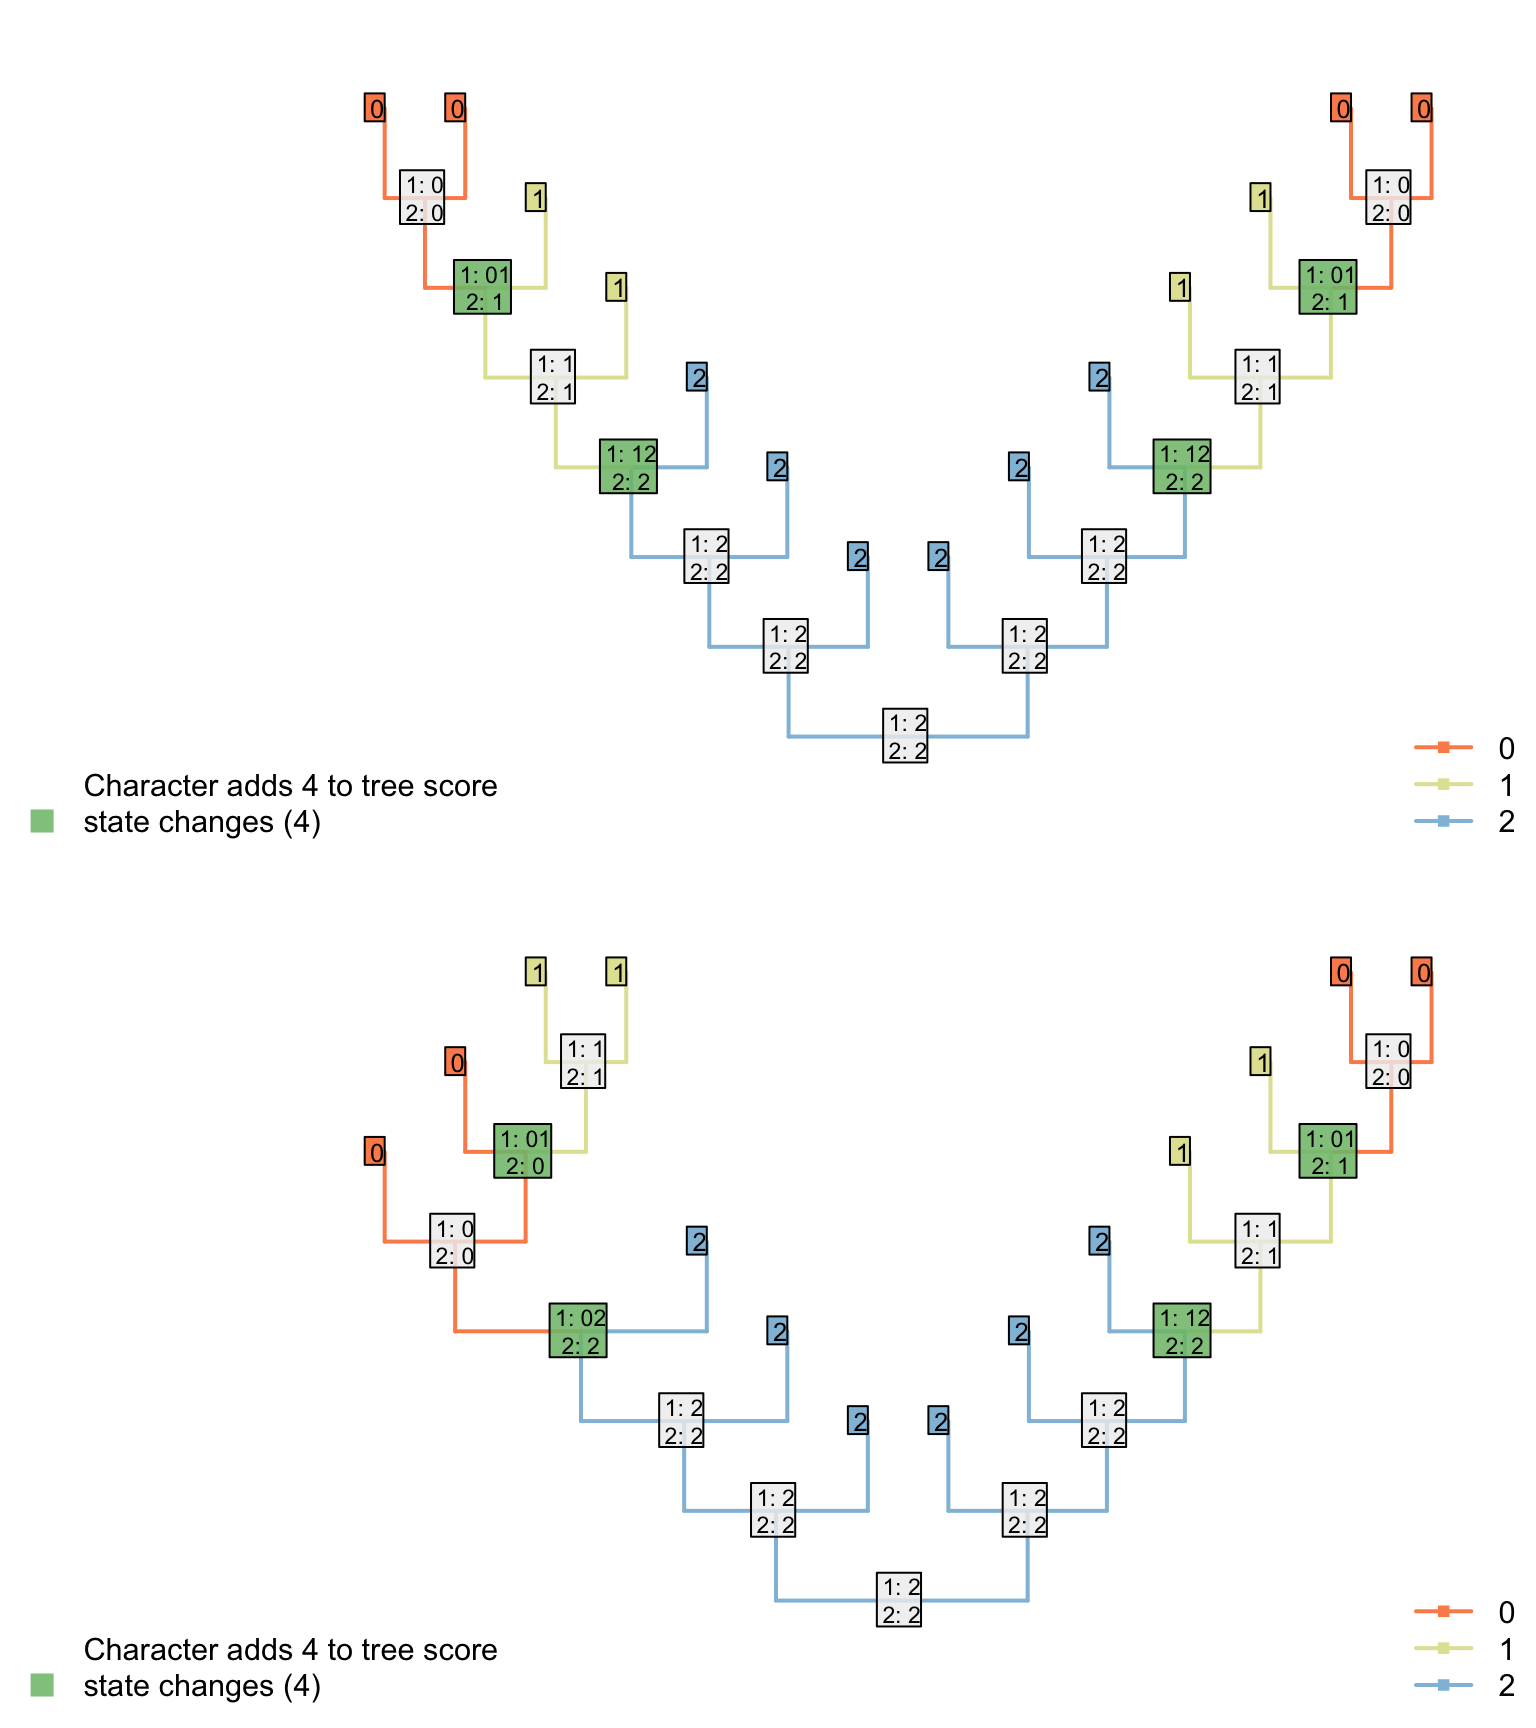 0 0 0 0
1: 0 1: 0
2: 0 1 1 2: 0
1: 01 1: 01
2: 1 1 1 2: 1
1: 1 1: 1
2: 1 2 2 2: 1
1: 12 1: 12
2: 2 2 2 2: 2
1: 2 1: 2
2: 2 2 2 2: 2
1: 2 1: 2
2: 2 2: 2
1: 2
2: 2
0
Character adds 4 to tree score 1
state changes (4) 2
1 1 0 0
1: 1 1: 0
0 2: 1 1 2: 0
1: 01 1: 01
0 2: 0 1 2: 1
1: 0 1: 1
2: 0 2 2 2: 1
1: 02 1: 12
2: 2 2 2 2: 2
1: 2 1: 2
2: 2 2 2 2: 2
1: 2 1: 2
2: 2 2: 2
1: 2
2: 2
0
Character adds 4 to tree score 1
state changes (4) 2